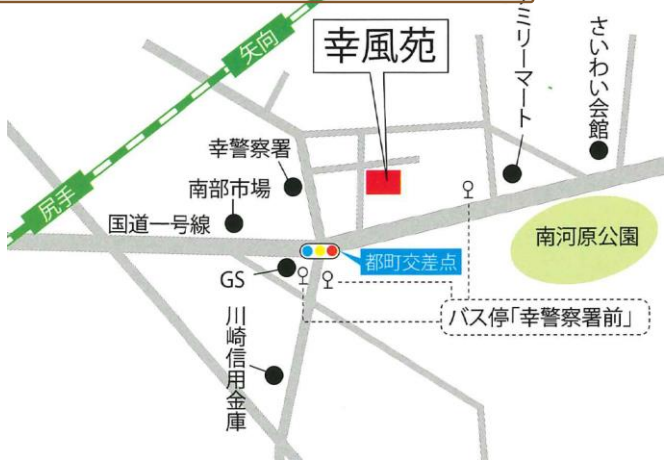 矢向
幸風苑
ミリーマート
さいわい会館
幸警察署
南部市場
尻手
国道一号線
都町交差点
南河原公園
GS
バス停「幸警察署前」
川崎信用金庫